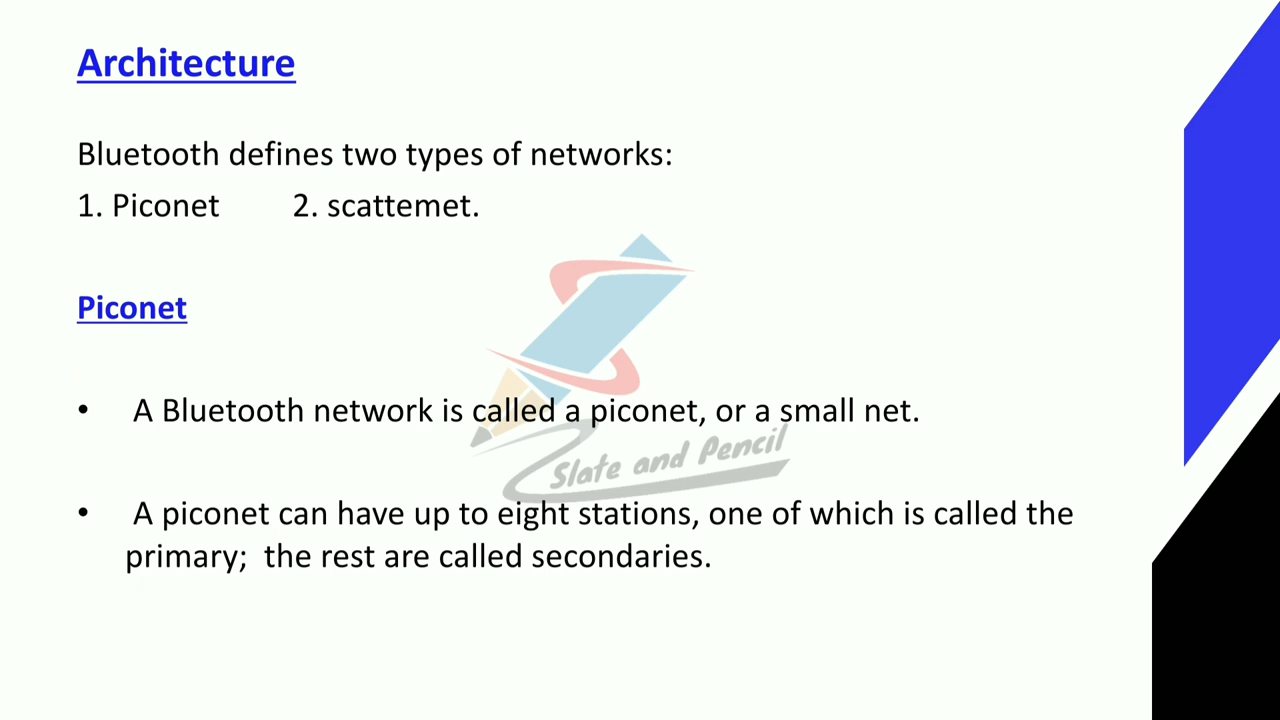 Architecture
Bluetooth defines two types of networks:
1. Piconet 2. scattemet.
Piconet
• A Bluetooth network is called a piconet, or a small net.
Slate and Pencil
• A piconet can have up to eight stations, one of which is called the
primary; the rest are called secondaries.